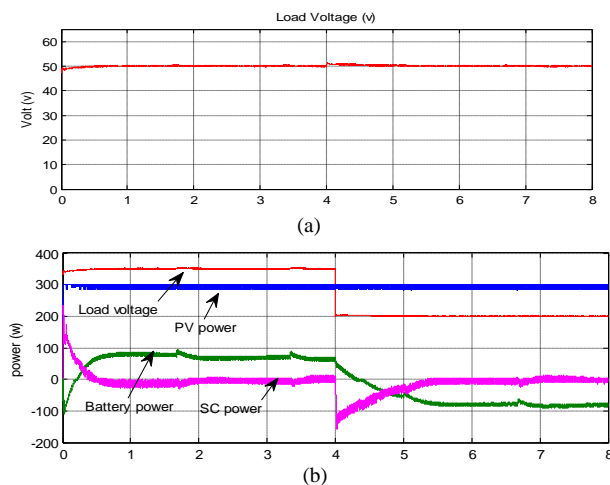 Load Voltage (v)
60
50
40
30
20
10
0
Volt (v)
0 1 2 3 4 5 6 7 8
(a)
400
300
200
100
0
-100
-200
power (w)
Load voltage
PV power
Battery power
SC power
0 1 2 3 4 5 6 7 8
(b)